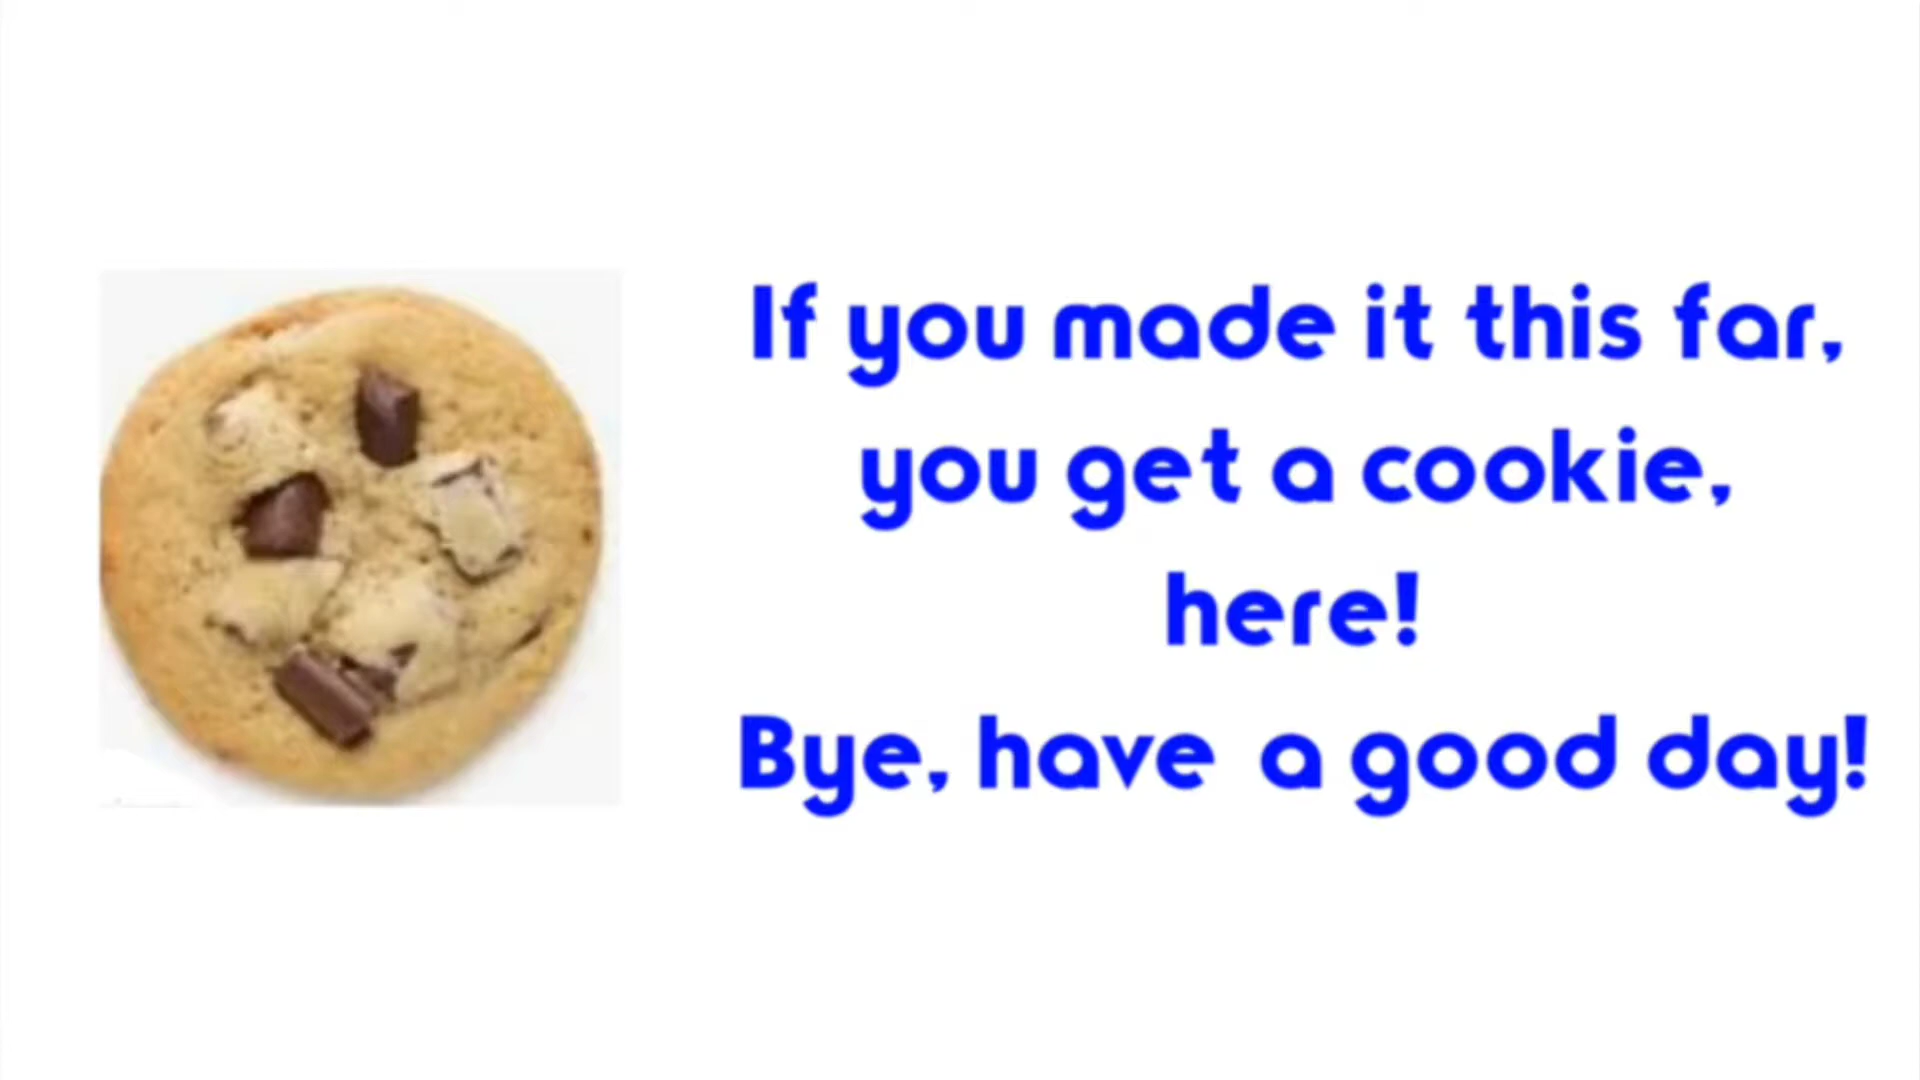 If you made it this far,
you get a cookie,
here!
Bye, have a good day!